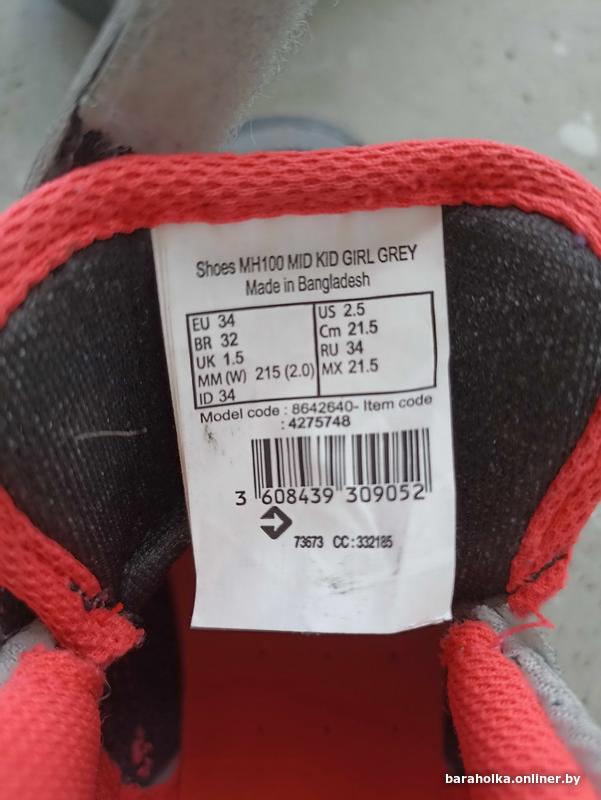 Shoes MH100 MID KID GIRL GREY
Made in Bangladesh
EU 34
BR 32
UK 1.5
MM (W) 215 (2.0)
ID 34
US 2.5
Cm 21.5
RU 34
MX 21.5
Model code : 8642640- Item code
: 4275748
3 608439 309052
73673 CC:332185
baraholka.onliner.by